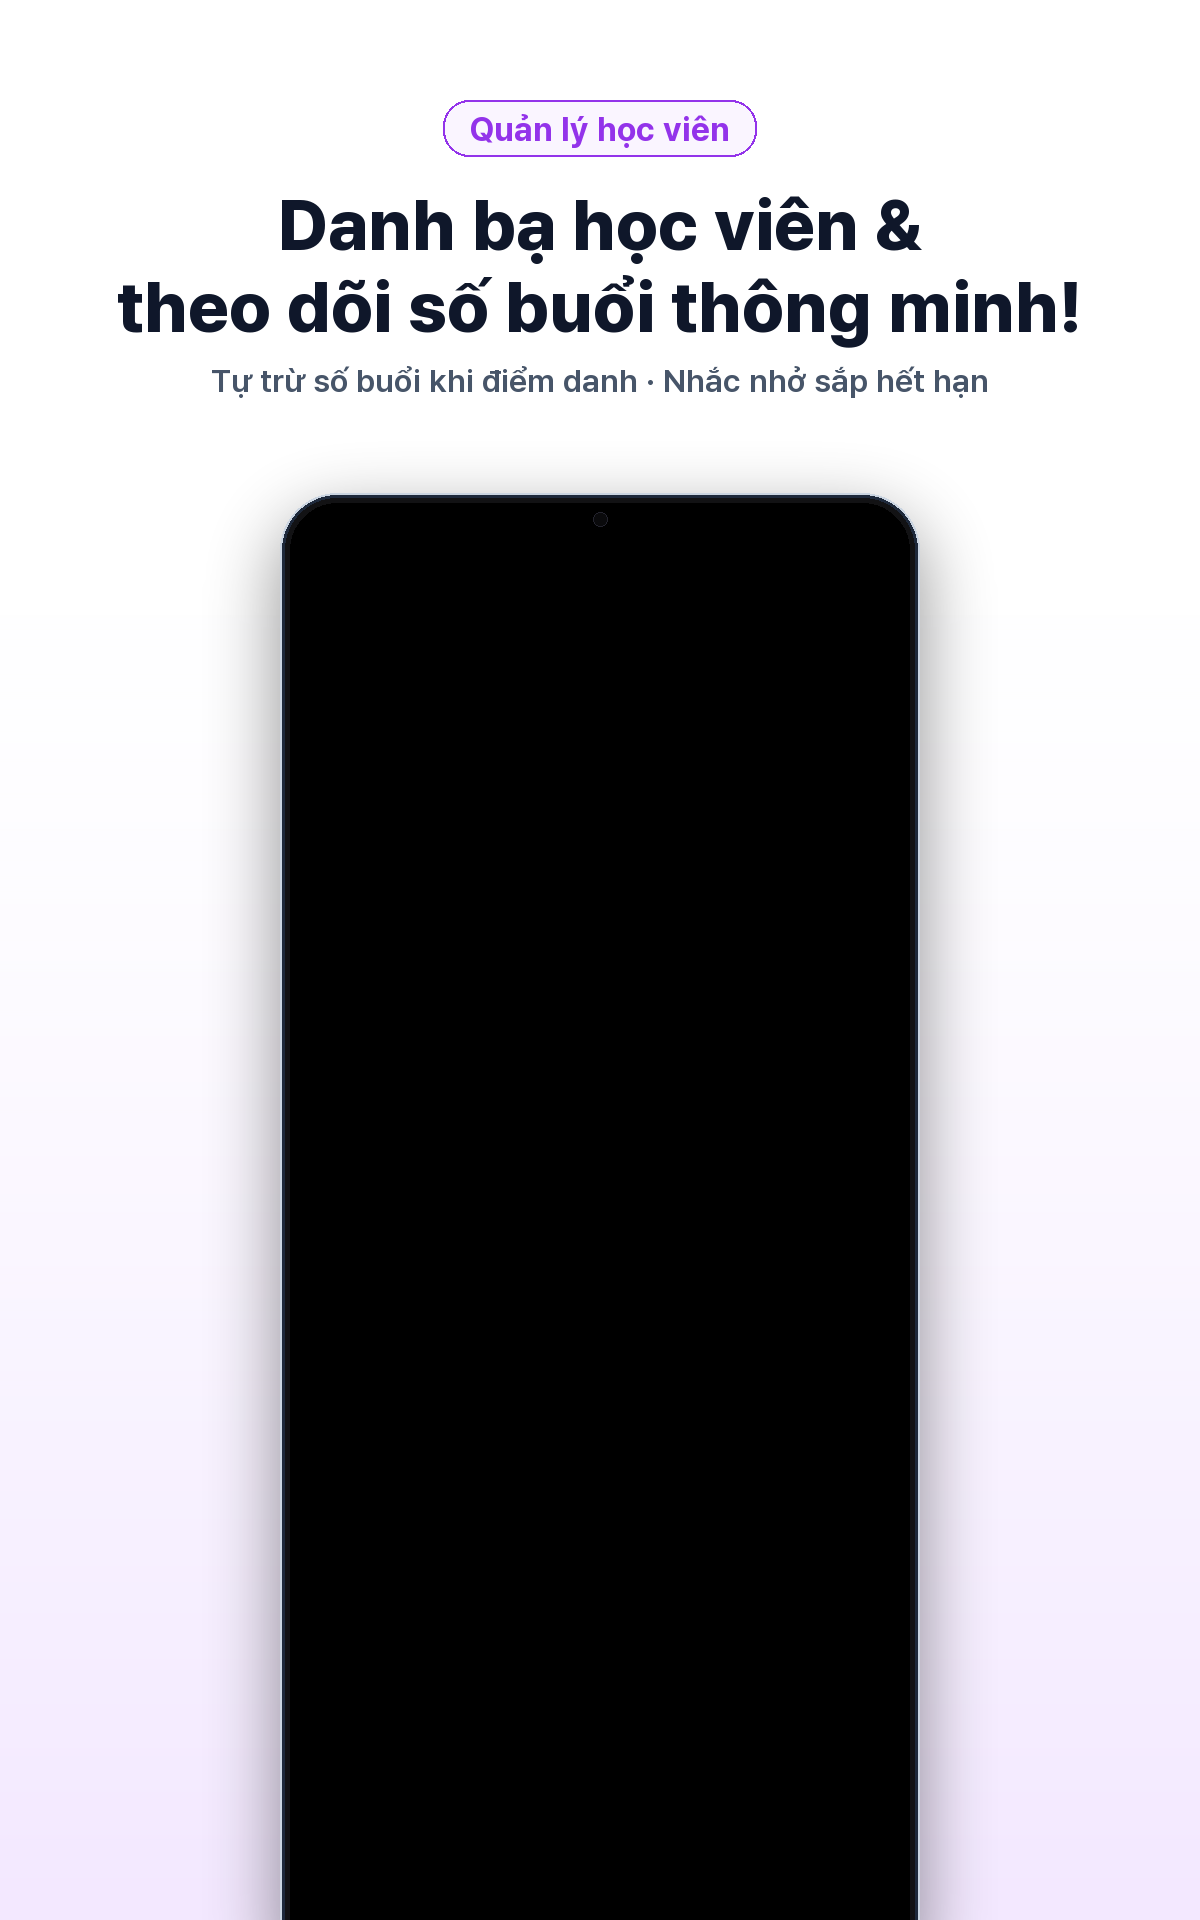 Quản lý học viên
Danh bạ học viên &
theo dõi số buổi thông minh!
Tự trừ số buổi khi điểm danh · Nhắc nhở sắp hết hạn